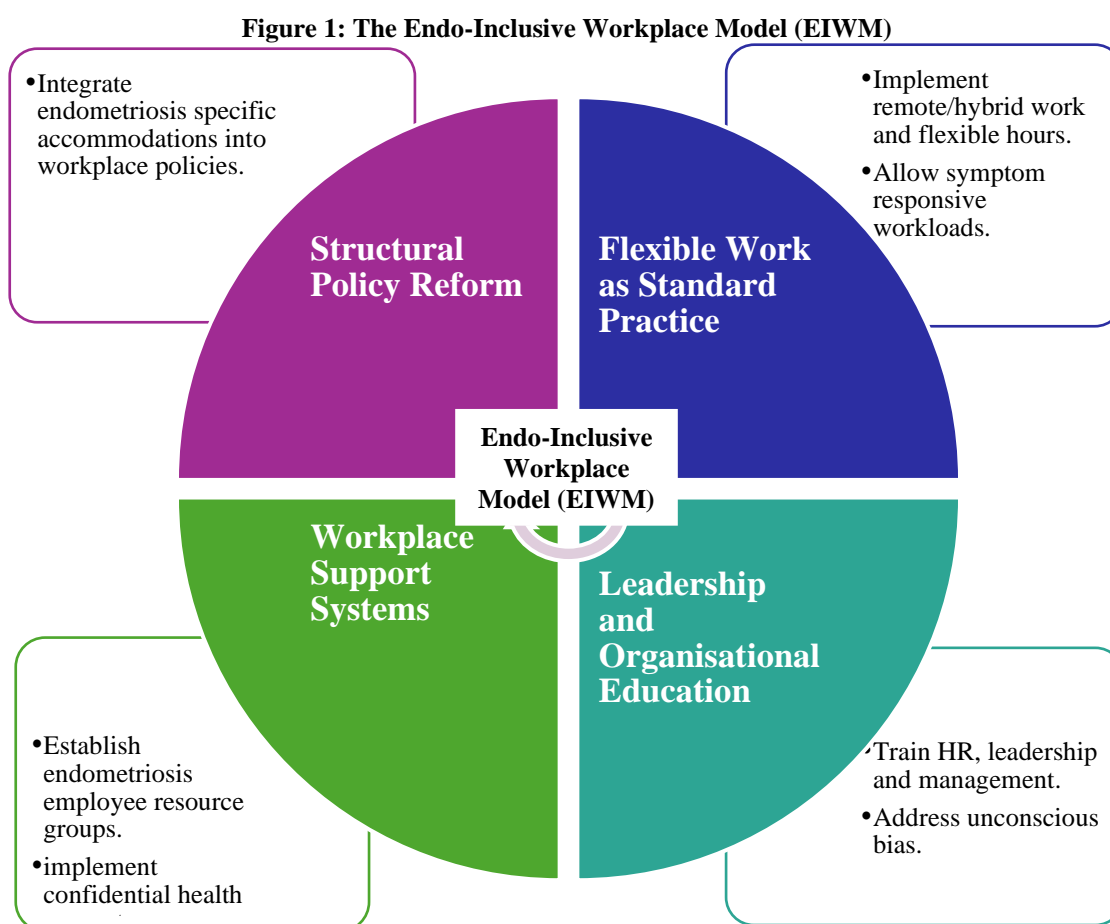 Figure 1: The Endo-Inclusive Workplace Model (EIWM)
•Integrate
endometriosis specific
accommodations into
workplace policies.
•Implement
remote/hybrid work
and flexible hours.
•Allow symptom
responsive
workloads.
Structural
Policy Reform
Flexible Work
as Standard
Practice
Endo-Inclusive
Workplace
Model (EIWM)
Workplace
Support
Systems
Leadership
and
Organisational
Education
•Establish
endometriosis
employee resource
groups.
•implement
confidential health
•Train HR, leadership
and management.
•Address unconscious
bias.